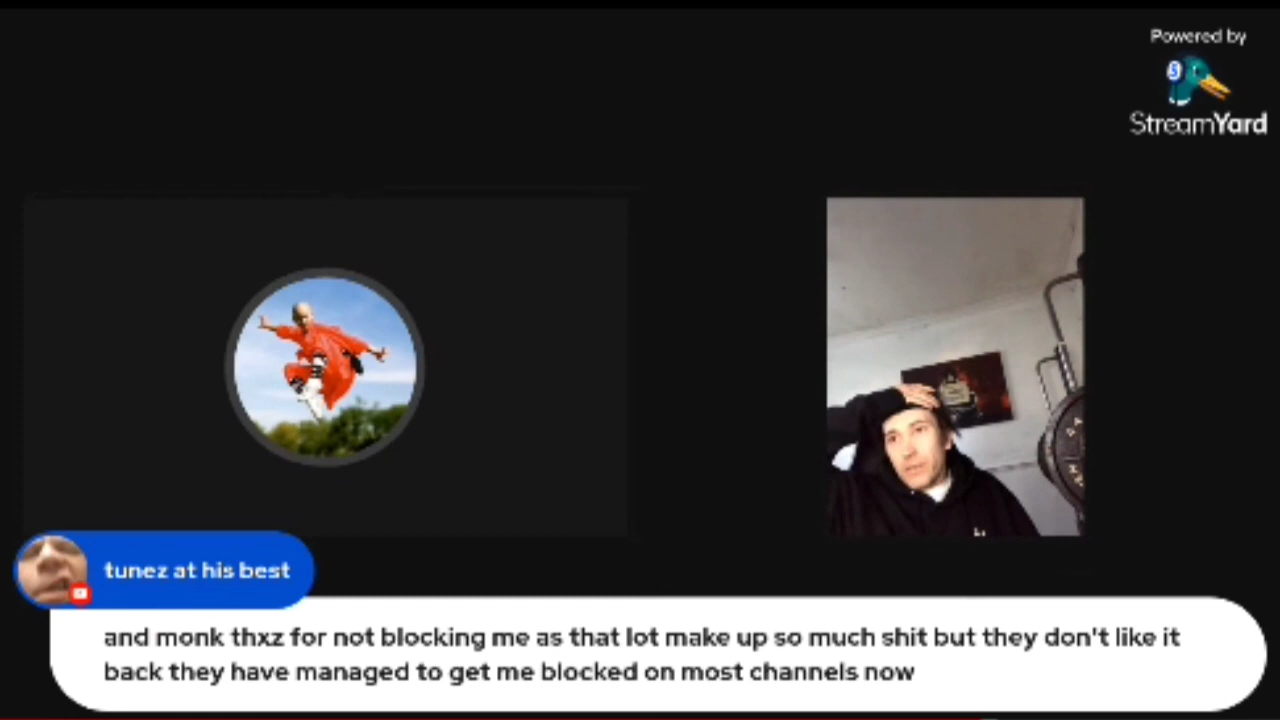 Powered by
StreamYard
tunez at his best
and monk thxz for not blocking me as that lot make up so much shit but they don't like it
back they have managed to get me blocked on most channels now